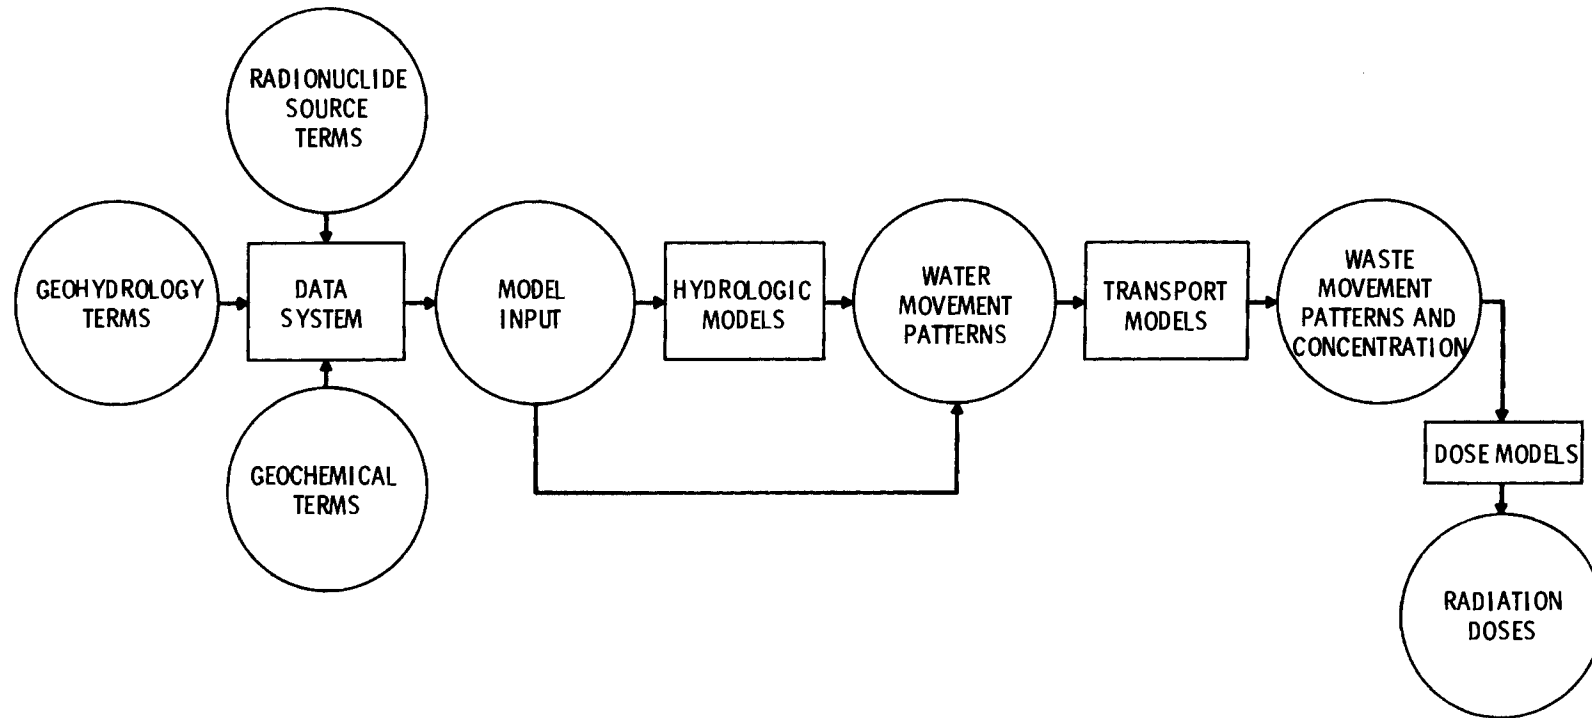 RADIONUCLIDE
SOURCE
TERMS
GEOHYDROLOGY
TERMS
DATA
SYSTEM
GEOCHEMICAL
TERMS
MODEL
INPUT
HYDROLOGIC
MODELS
WATER
MOVEMENT
PATTERNS
TRANSPORT
MODELS
WASTE
MOVEMENT
PATTERNS AND
CONCENTRATION
DOSE MODELS
RADIATION
DOSES